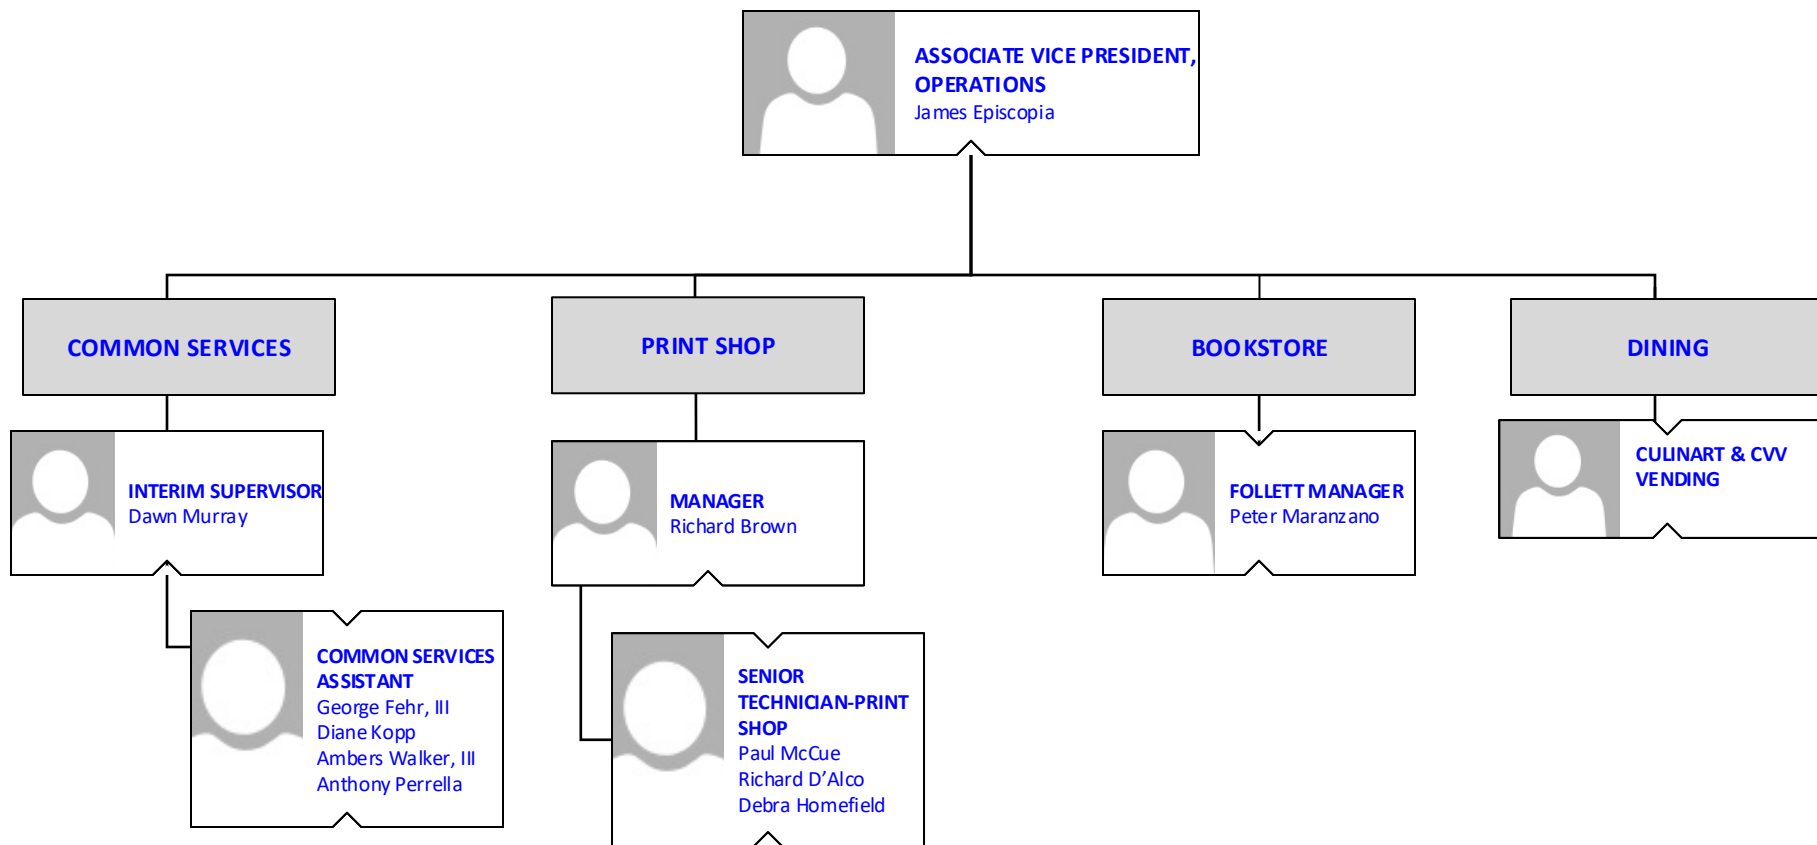 ASSOCIATE VICE PRESIDENT,
OPERATIONS
James Episcopia
COMMON SERVICES
PRINT SHOP
BOOKSTORE
DINING
INTERIM SUPERVISOR
Dawn Murray
MANAGER
Richard Brown
FOLLETT MANAGER
Peter Maranzano
CULINART & CVV
VENDING
COMMON SERVICES
ASSISTANT
George Fehr, III
Diane Kopp
Ambers Walker, III
Anthony Perrella
SENIOR
TECHNICIAN-PRINT
SHOP
Paul McCue
Richard D’Alco
Debra Homefield